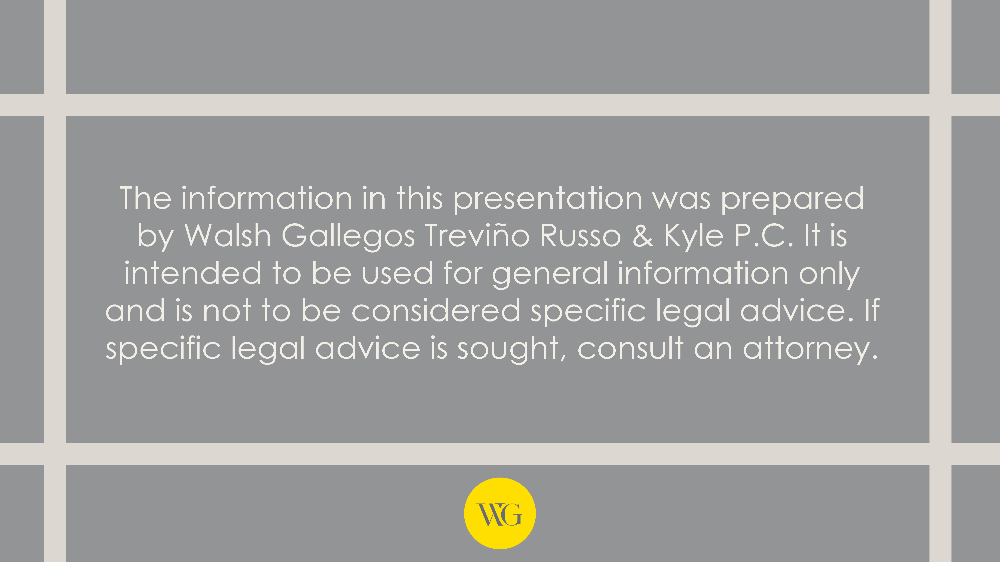 The information in this presentation was prepared
by Walsh Gallegos Treviño Russo & Kyle P.C. It is
intended to be used for general information only
and is not to be considered specific legal advice. If
specific legal advice is sought, consult an attorney.
WG